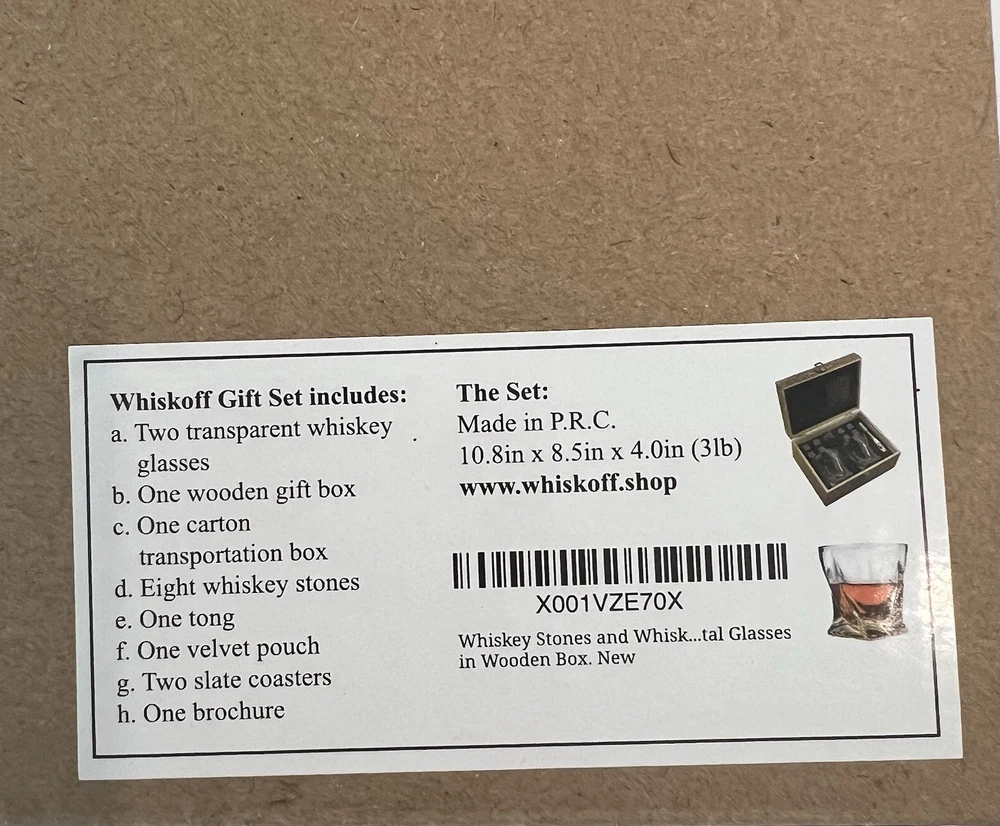 Whiskoff Gift Set includes:
a. Two transparent whiskey
glasses
b. One wooden gift box
c. One carton
transportation box
d. Eight whiskey stones
e. One tong
f. One velvet pouch
g. Two slate coasters
h. One brochure
The Set:
Made in P.R.C.
10.8in x 8.5in x 4.0in (3lb)
www.whiskoff.shop
X001VZE70X
Whiskey Stones and Whisk...tal Glasses
in Wooden Box. New